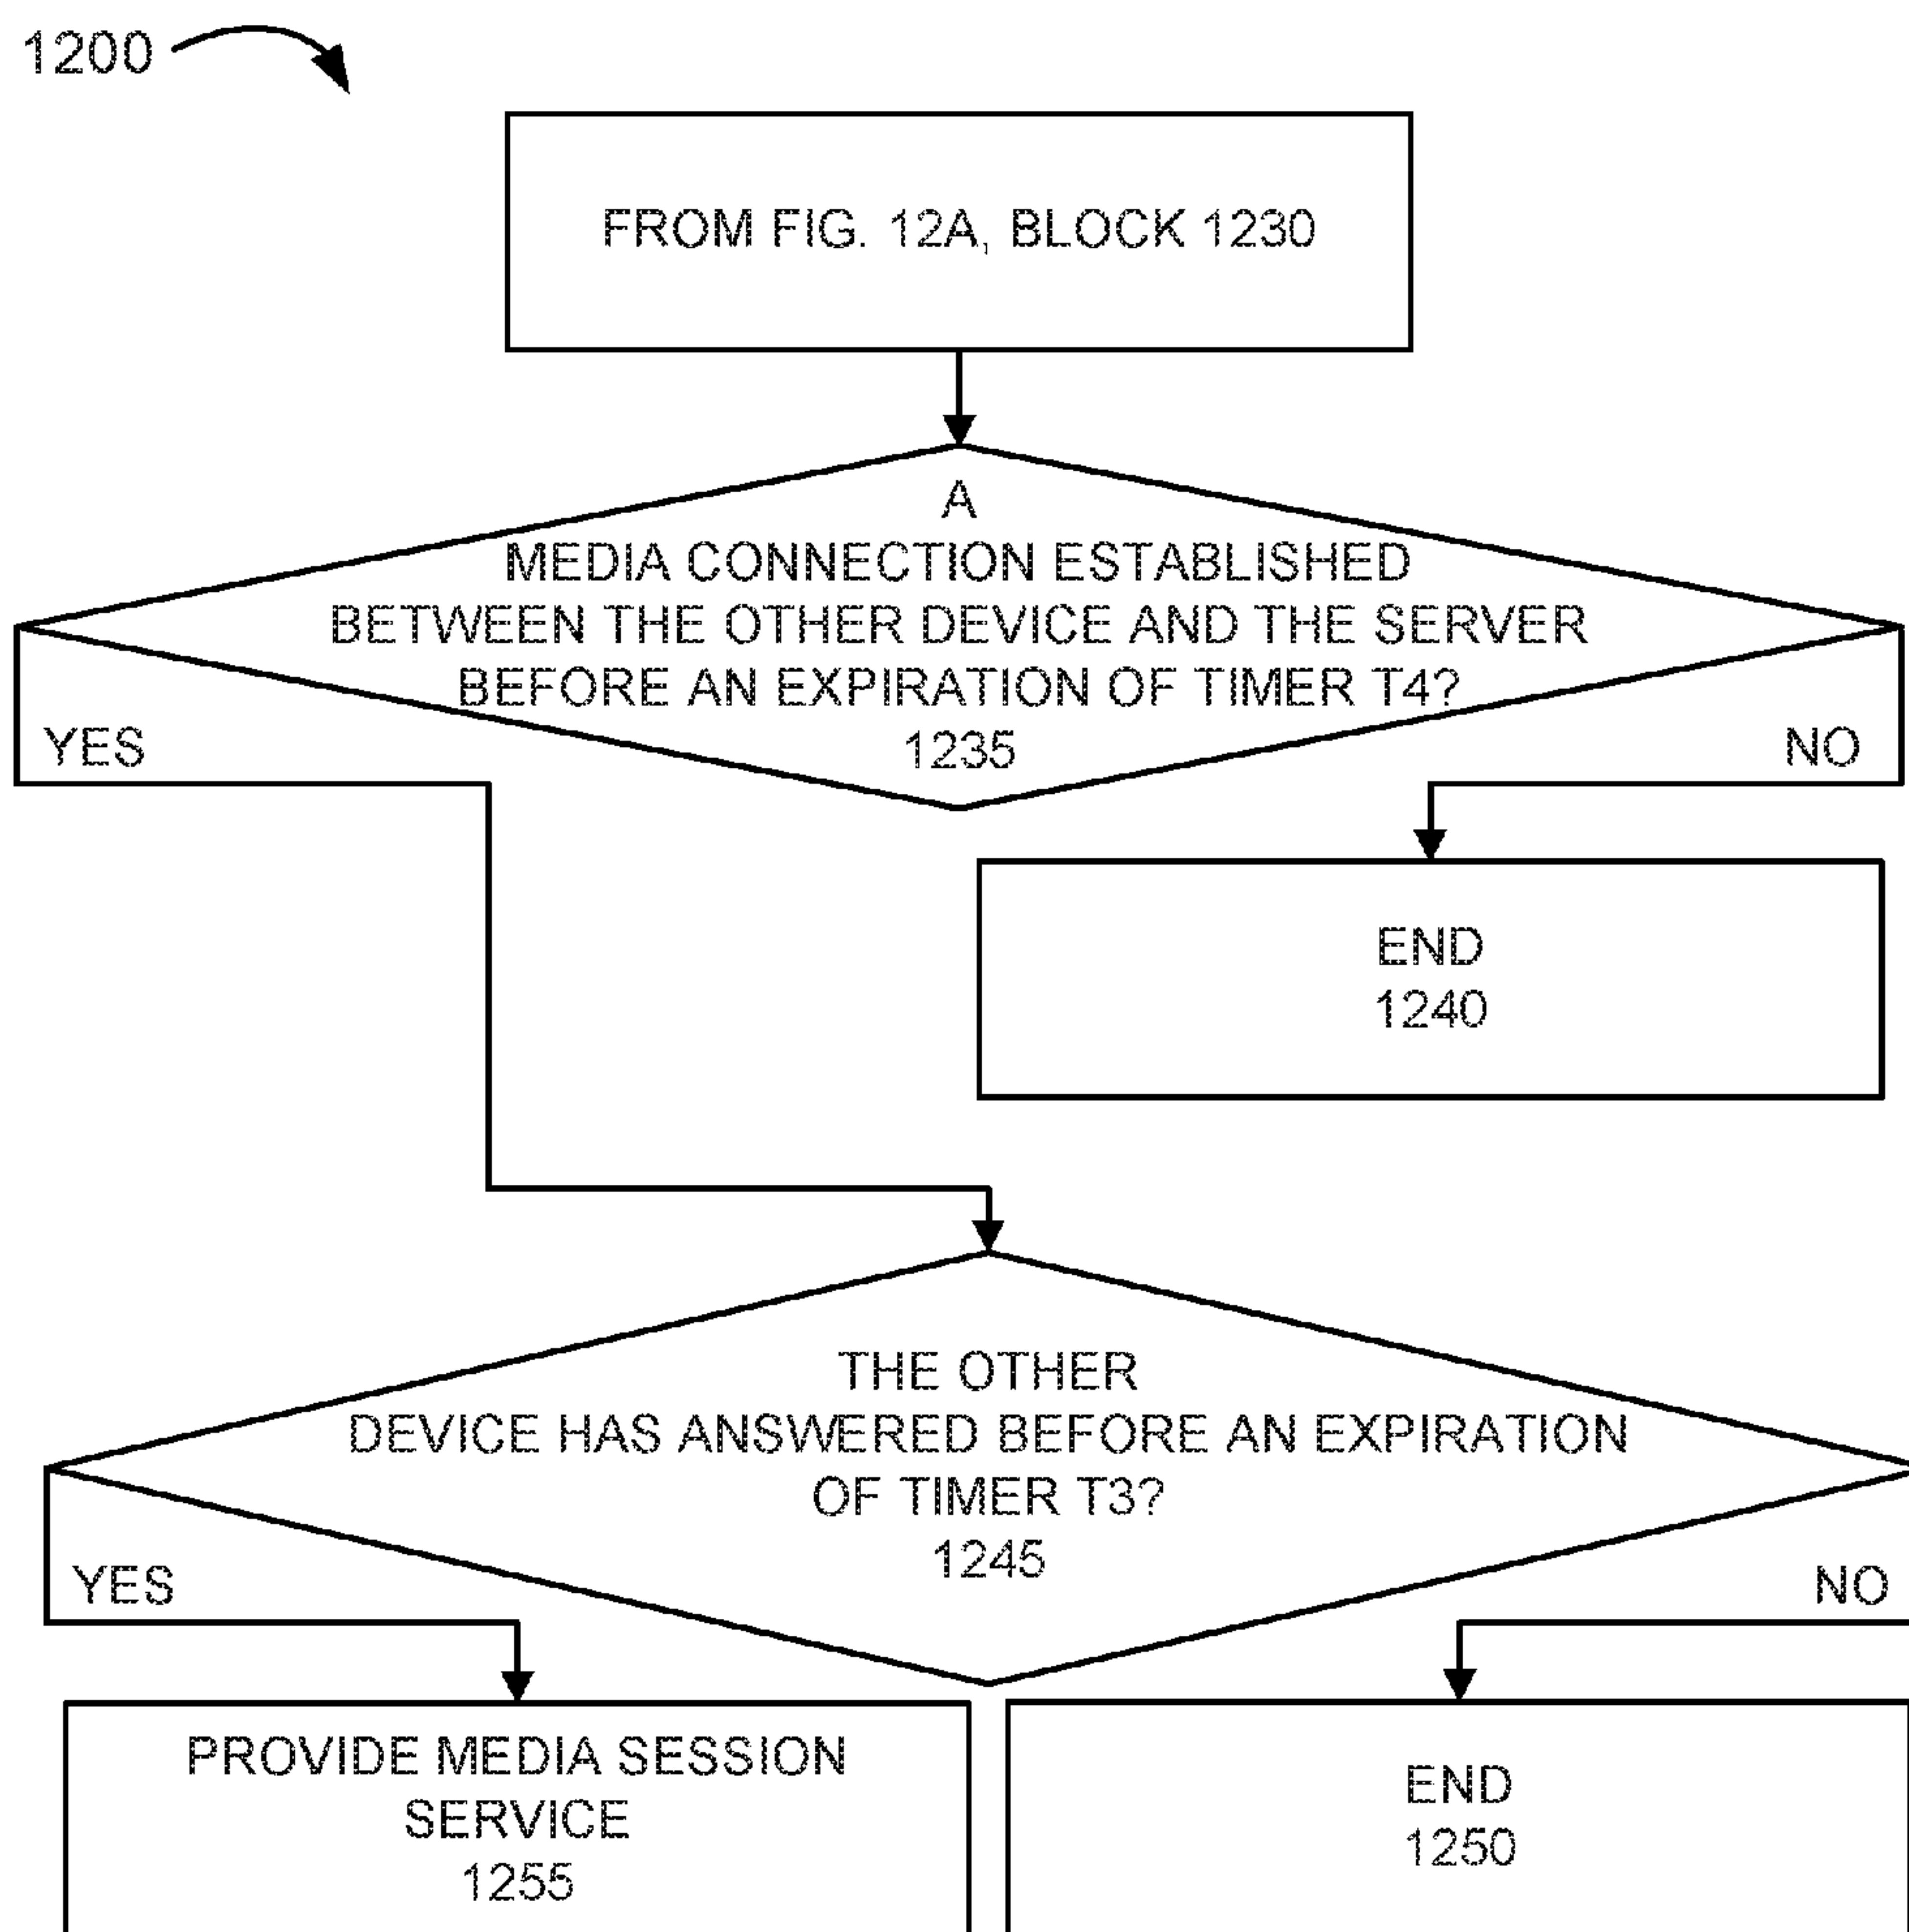 1200
FROM FIG. 12A, BLOCK 1230
A
MEDIA CONNECTION ESTABLISHED
BETWEEN THE OTHER DEVICE AND THE SERVER
BEFORE AN EXPIRATION OF TIMER T4?
1235
YES
NO
END
1240
THE OTHER
DEVICE HAS ANSWERED BEFORE AN EXPIRATION
OF TIMER T3?
1245
YES
NO
PROVIDE MEDIA SESSION
SERVICE
1255
END
1250